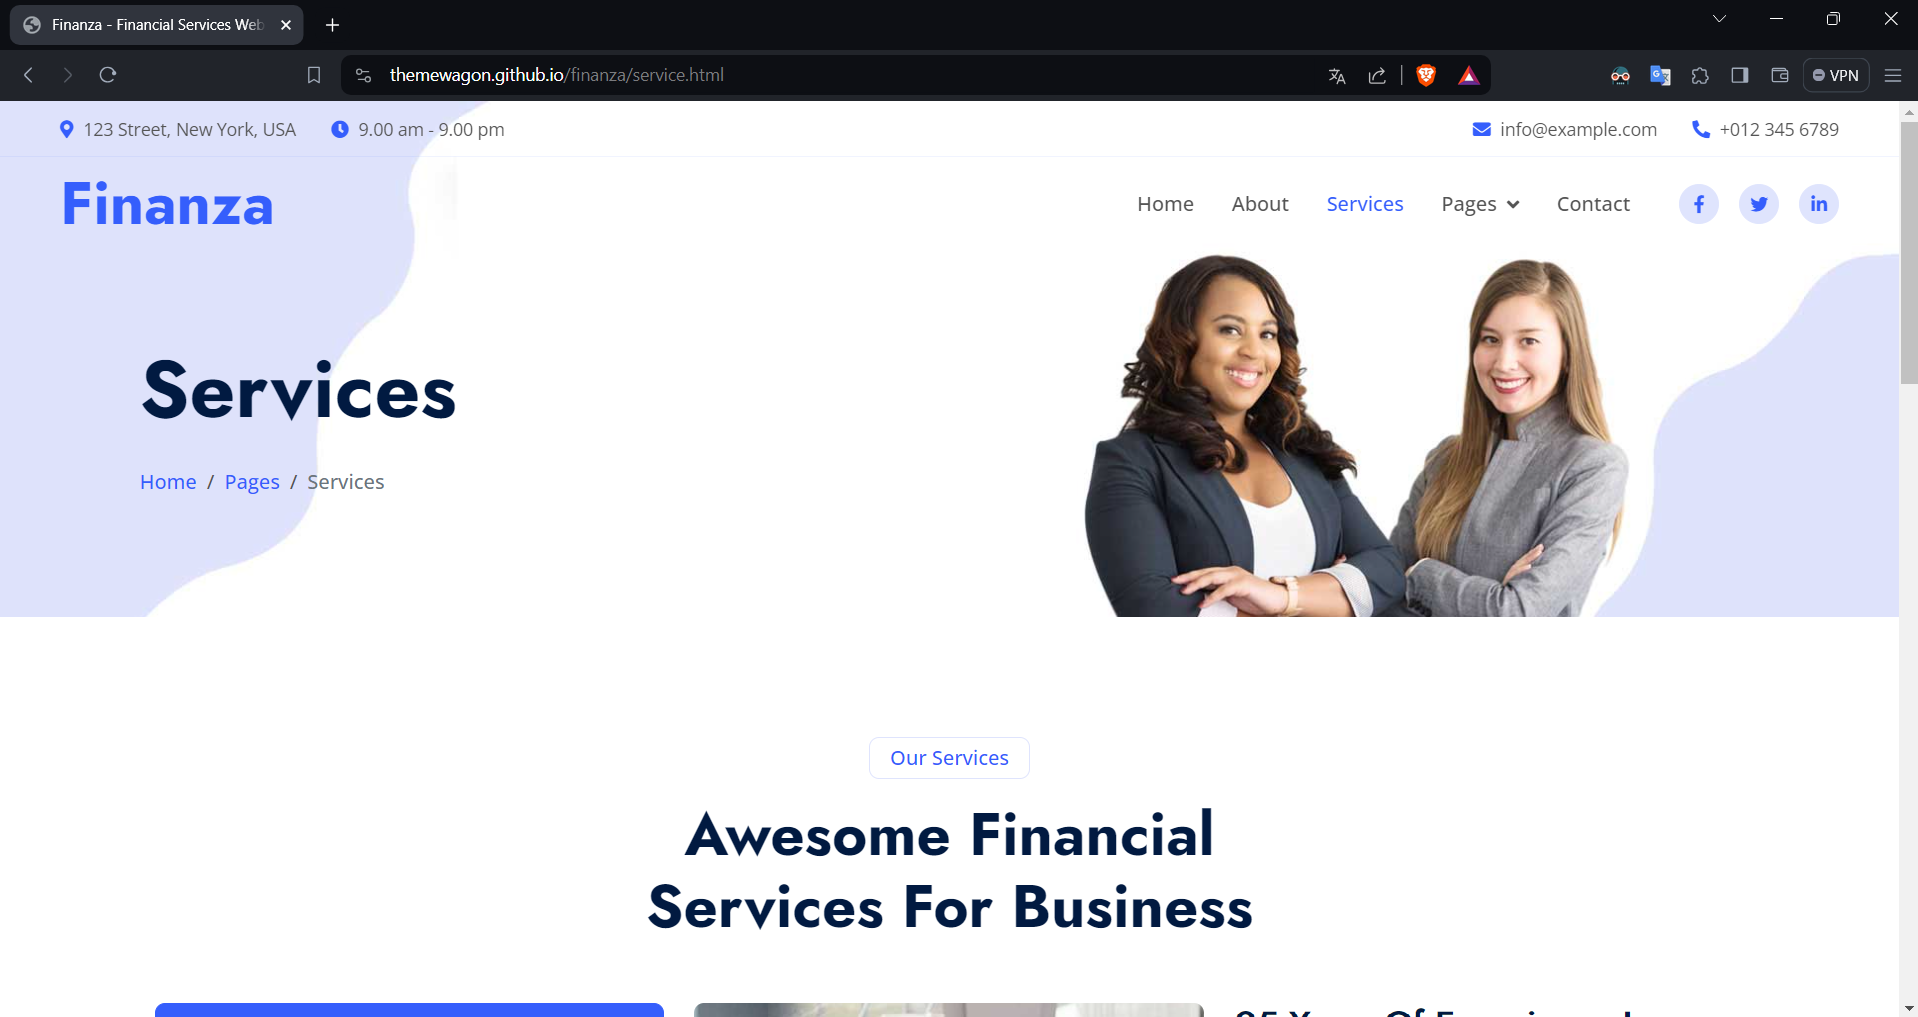 Finanza - Financial Services Web
themewagon.github.io/finanza/service.html
VPN
123 Street, New York, USA 9.00 am - 9.00 pm info@example.com +012 345 6789
Finanza Home About Services Pages Contact
Services
Home / Pages / Services
Our Services
Awesome Financial
Services For Business